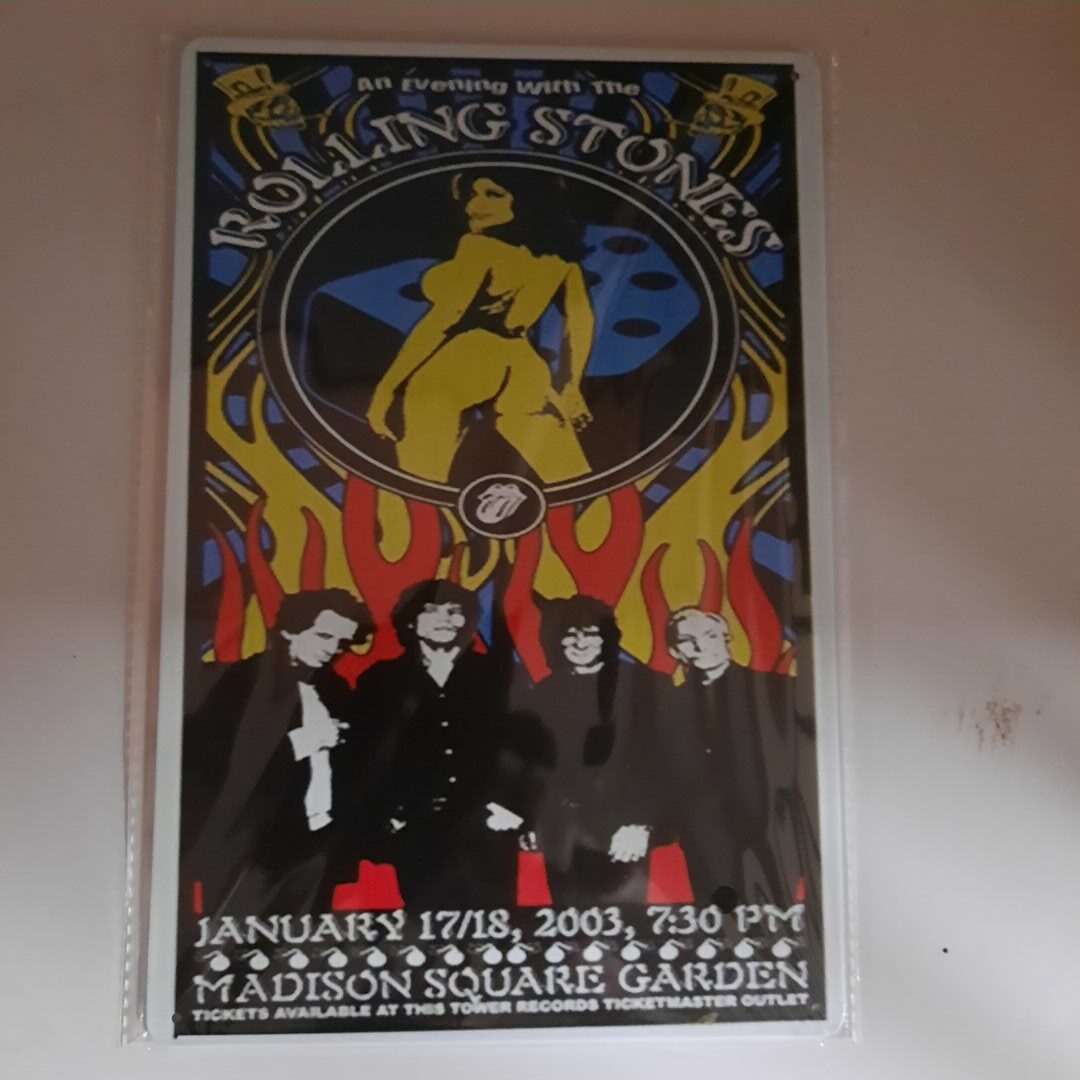 An Evening With The
ROLLING STONES
JANUARY 17/18, 2003, 7:30 PM
MADISON SQUARE GARDEN
TICKETS AVAILABLE AT THIS TOWER RECORDS TICKETMASTER OUTLET